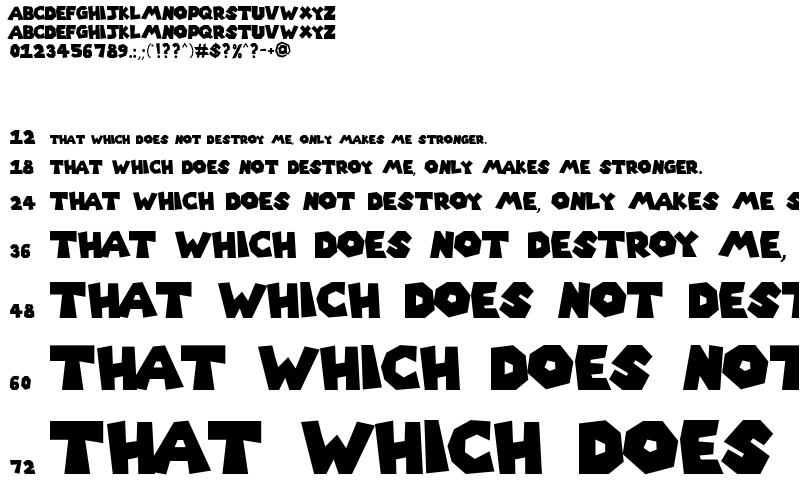 ABCDEFGHIJKLMNOPQRSTUVWXYZ
ABCDEFGHIJKLMNOPQRSTUVWXYZ
0123456789.:,;(¨!??^)#$?%^?-+@
12 THAT WHICH DOES NOT DESTROY ME, ONLY MAKES ME STRONGER.
18 THAT WHICH DOES NOT DESTROY ME, ONLY MAKES ME STRONGER.
24 THAT WHICH DOES NOT DESTROY ME, ONLY MAKES ME S
36 THAT WHICH DOES NOT DESTROY ME,
48 THAT WHICH DOES NOT DEST
60 THAT WHICH DOES NOT
72 THAT WHICH DOES